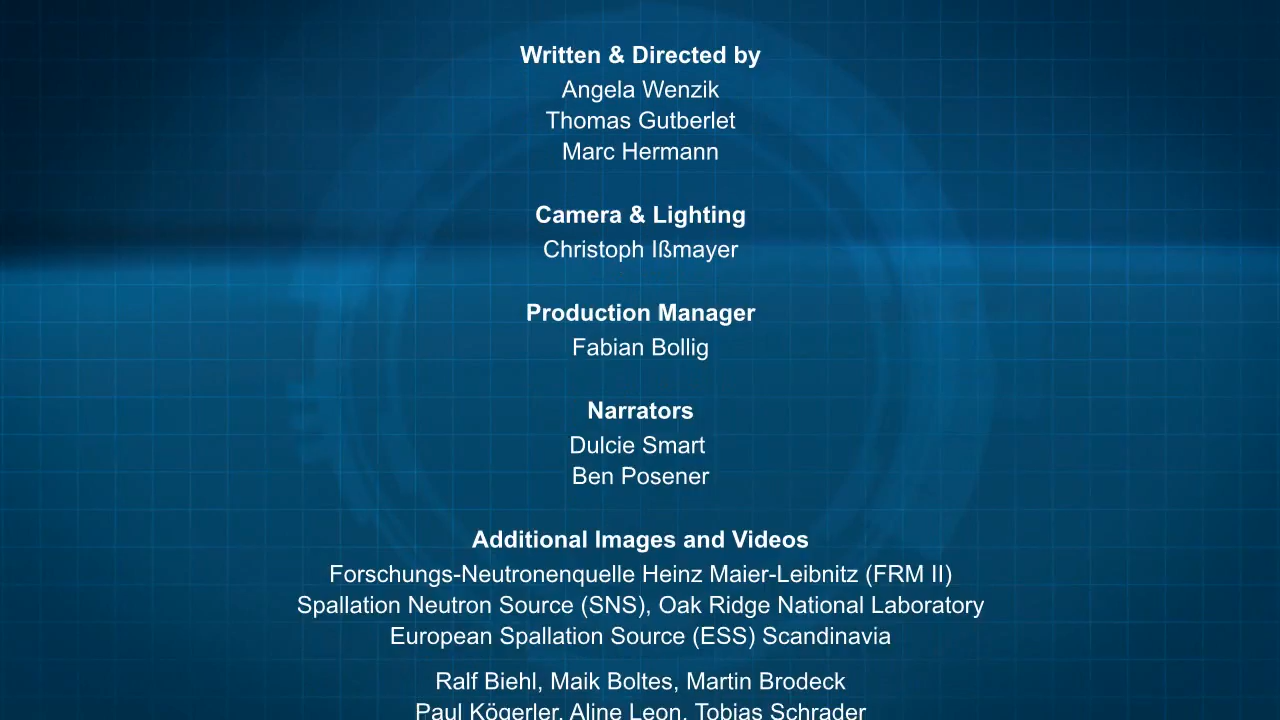 Written & Directed by
Angela Wenzik
Thomas Gutberlet
Marc Hermann
Camera & Lighting
Christoph Ißmayer
Production Manager
Fabian Bollig
Narrators
Dulcie Smart
Ben Posener
Additional Images and Videos
Forschungs-Neutronenquelle Heinz Maier-Leibnitz (FRM II)
Spallation Neutron Source (SNS), Oak Ridge National Laboratory
European Spallation Source (ESS) Scandinavia
Ralf Biehl, Maik Boltes, Martin Brodeck
Paul Kögerler, Aline Leon, Tobias Schrader